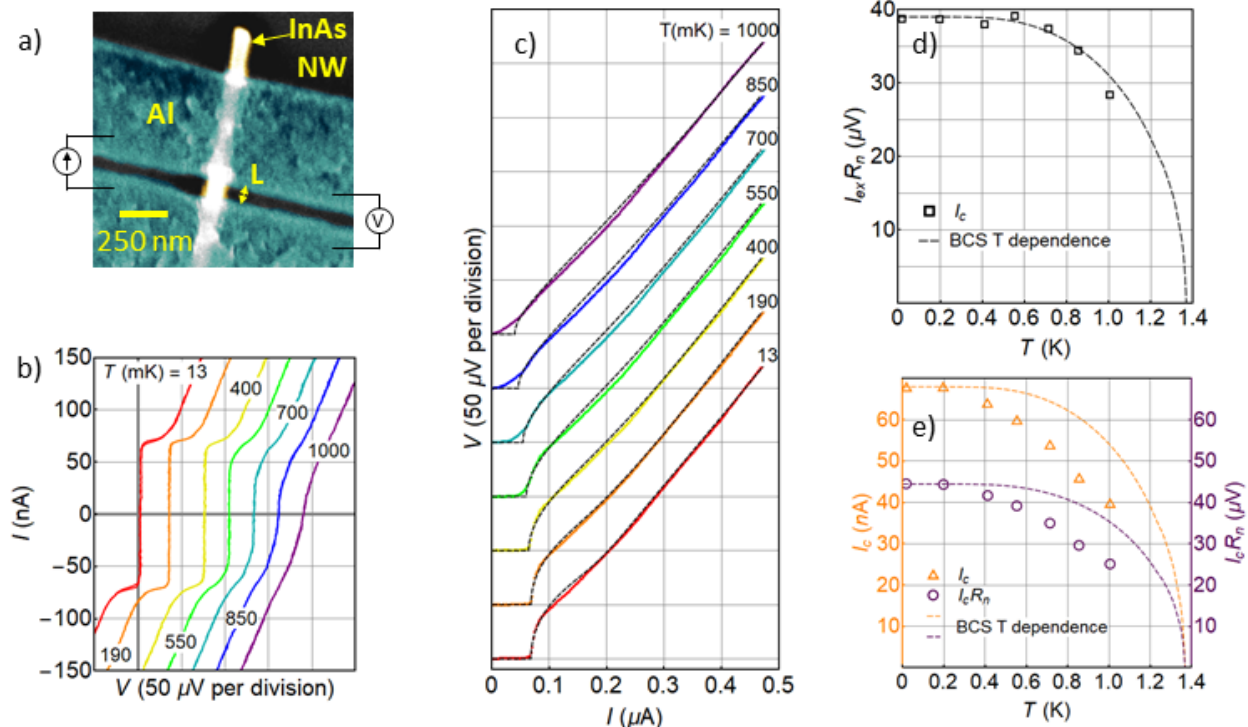 a)
InAs
NW
Al
L
V
250 nm
b)
150
100
50
0
−50
−100
−150
I (nA)
T (mK) = 13
400
700
1000
190
550
850
V (50 µV per division)
c)
T(mK) = 1000
850
700
550
400
190
13
V (50 µV per division)
0 0.1 0.2 0.3 0.4 0.5
I (µA)
d)
40
30
20
10
0
IexRn (µV)
Ic
BCS T dependence
0 0.2 0.4 0.6 0.8 1.0 1.2 1.4
T (K)
e)
60
50
40
30
20
10
Ic (nA)
60
50
40
30
20
10
IcRn (µV)
Ic
IcRn
BCS T dependence
0 0.2 0.4 0.6 0.8 1.0 1.2 1.4
T (K)